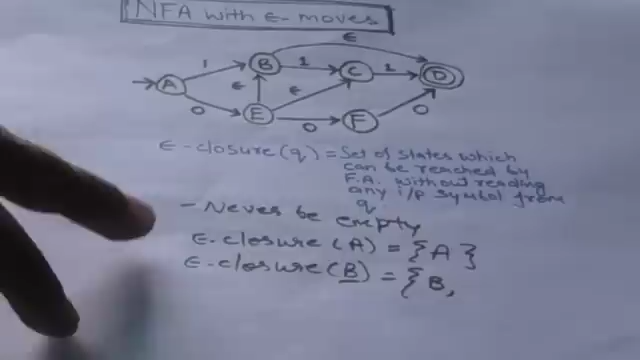 NFA with ε- moves
ε
1
B
1
C
1
D
A
ε
ε
0
E
0
F
0
ε-closure(q) = Set of states which
can be reached by
F.A. without reading
any i/p symbol from
q.
- Never be empty
ε-closure(A) = {A}
ε-closure(B) = {B,